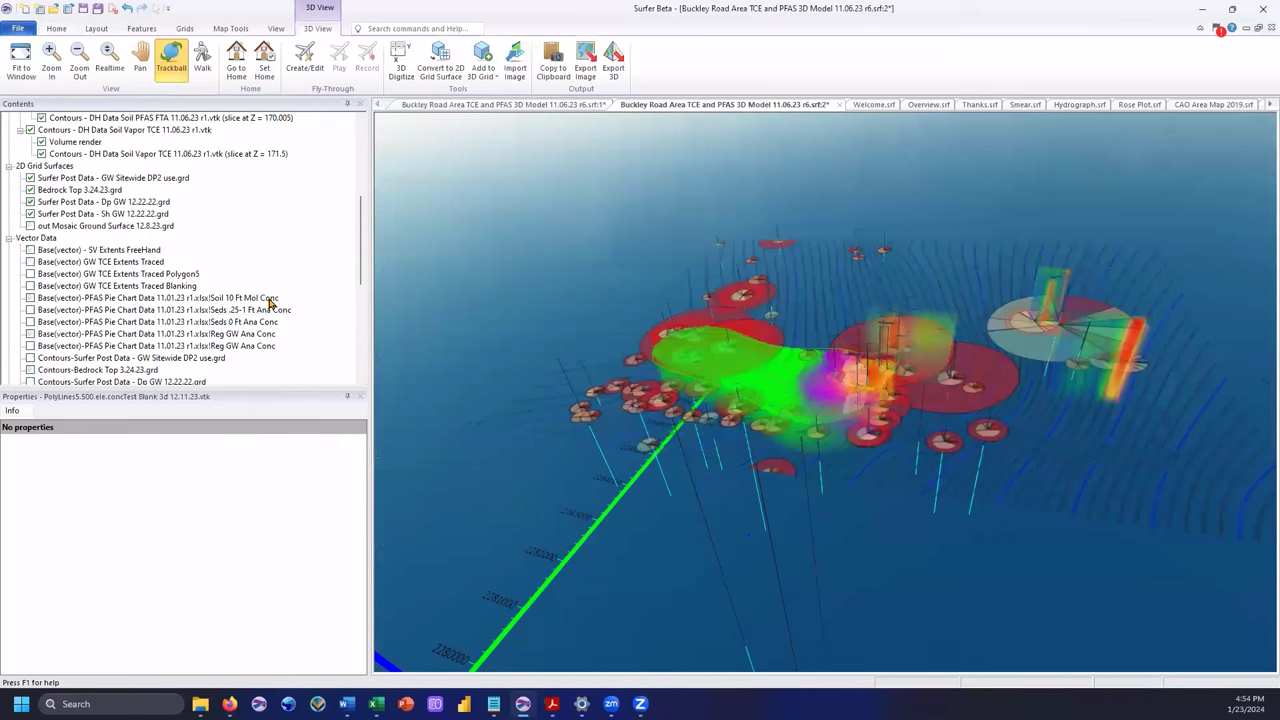 3D View
Surfer Beta - [Buckley Road Area TCE and PFAS 3D Model 11.06.23 r6.srf:2*]
File
Home
Layout
Features
Grids
Map Tools
View
3D View
Search commands and Help...
Fit to Window
Zoom In
Zoom Out
Realtime
Pan
Trackball
Walk
Go to Home
Set Home
Create/Edit
Play
Record
3D Digitize
Convert to 2D Grid Surface
Add to 3D Grid
Import Image
Copy to Clipboard
Export Image
Export 3D
View
Home
Fly-Through
Tools
Output
Contents
Buckley Road Area TCE and PFAS 3D Model 11.06.23 r6.srf:1*
Buckley Road Area TCE and PFAS 3D Model 11.06.23 r6.srf:2*
Welcome.srf
Overview.srf
Thanks.srf
Smear.srf
Hydrograph.srf
Rose Plot.srf
CAO Area Map 2019.srf
Contours - DH Data Soil PFAS FTA 11.06.23 r1.vtk (slice at Z = 170.005)
Contours - DH Data Soil Vapor TCE 11.06.23 r1.vtk
Volume render
Contours - DH Data Soil Vapor TCE 11.06.23 r1.vtk (slice at Z = 171.5)
2D Grid Surfaces
Surfer Post Data - GW Sitewide DP2 use.grd
Bedrock Top 3.24.23.grd
Surfer Post Data - Dp GW 12.22.22.grd
Surfer Post Data - Sh GW 12.22.22.grd
out Mosaic Ground Surface 12.8.23.grd
Vector Data
Base(vector) - SV Extents FreeHand
Base(vector) GW TCE Extents Traced
Base(vector) GW TCE Extents Traced Polygon5
Base(vector) GW TCE Extents Traced Blanking
Base(vector)-PFAS Pie Chart Data 11.01.23 r1.xlsx!Soil 10 Ft Mol Conc
Base(vector)-PFAS Pie Chart Data 11.01.23 r1.xlsx!Seds .25-1 Ft Ana Conc
Base(vector)-PFAS Pie Chart Data 11.01.23 r1.xlsx!Seds 0 Ft Ana Conc
Base(vector)-PFAS Pie Chart Data 11.01.23 r1.xlsx!Reg GW Ana Conc
Base(vector)-PFAS Pie Chart Data 11.01.23 r1.xlsx!Reg GW Ana Conc
Contours-Surfer Post Data - GW Sitewide DP2 use.grd
Contours-Bedrock Top 3.24.23.grd
Contours-Surfer Post Data - Dp GW 12.22.22.grd
Properties - PolyLines5.500.ele.concTest Blank 3d 12.11.23.vtk
Info
No properties
2283000
2282000
2281000
2280000
Press F1 for help
Search
4:54 PM
1/23/2024